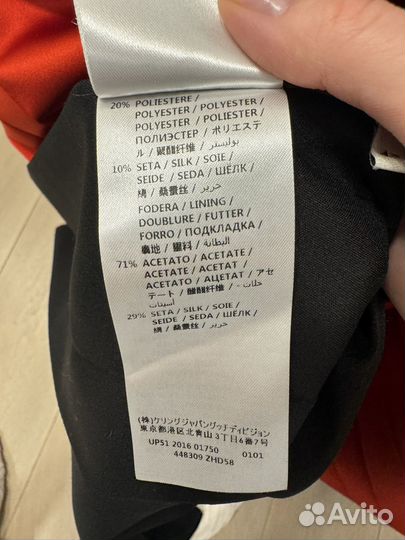 20% POLIESTERE /
POLYESTER / POLYESTER /
POLYESTER / POLIESTER /
ПОЛИЭСТЕР / ポリエステ
ル / 聚酯纤维 / بوليستر
10% SETA / SILK / SOIE /
SEIDE / SEDA / ШЁЛК /
絹 / 桑蚕丝 / حرير
FODERA / LINING /
DOUBLURE / FUTTER /
FORRO / ПОДКЛАДКА /
裏地 / 里料 / البطانة
71% ACETATO / ACETATE /
ACETATE / ACETAT /
ACETATO / АЦЕТАТ / アセ
テート / 醋酯纤维 / خلات -
أسيتات
29% SETA / SILK / SOIE /
SEIDE / SEDA / ШЁЛК /
絹 / 桑蚕丝 / حرير
(株)ケリングジャパングッチディビジョン
東京都港区北青山3丁目6番7号
UP51 2016 01750 0101
448309 ZHD58
Avito